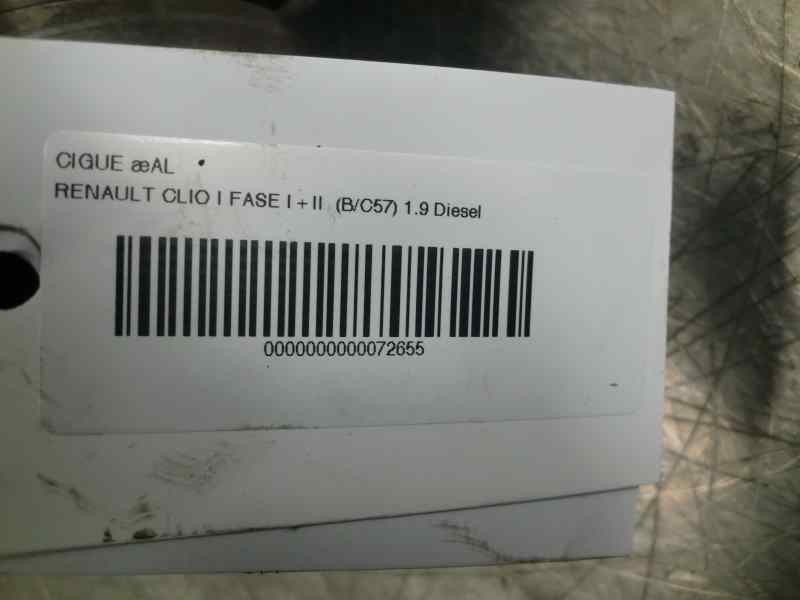 CIGUE æAL
RENAULT CLIO I FASE I + II (B/C57) 1.9 Diesel
0000000000072655